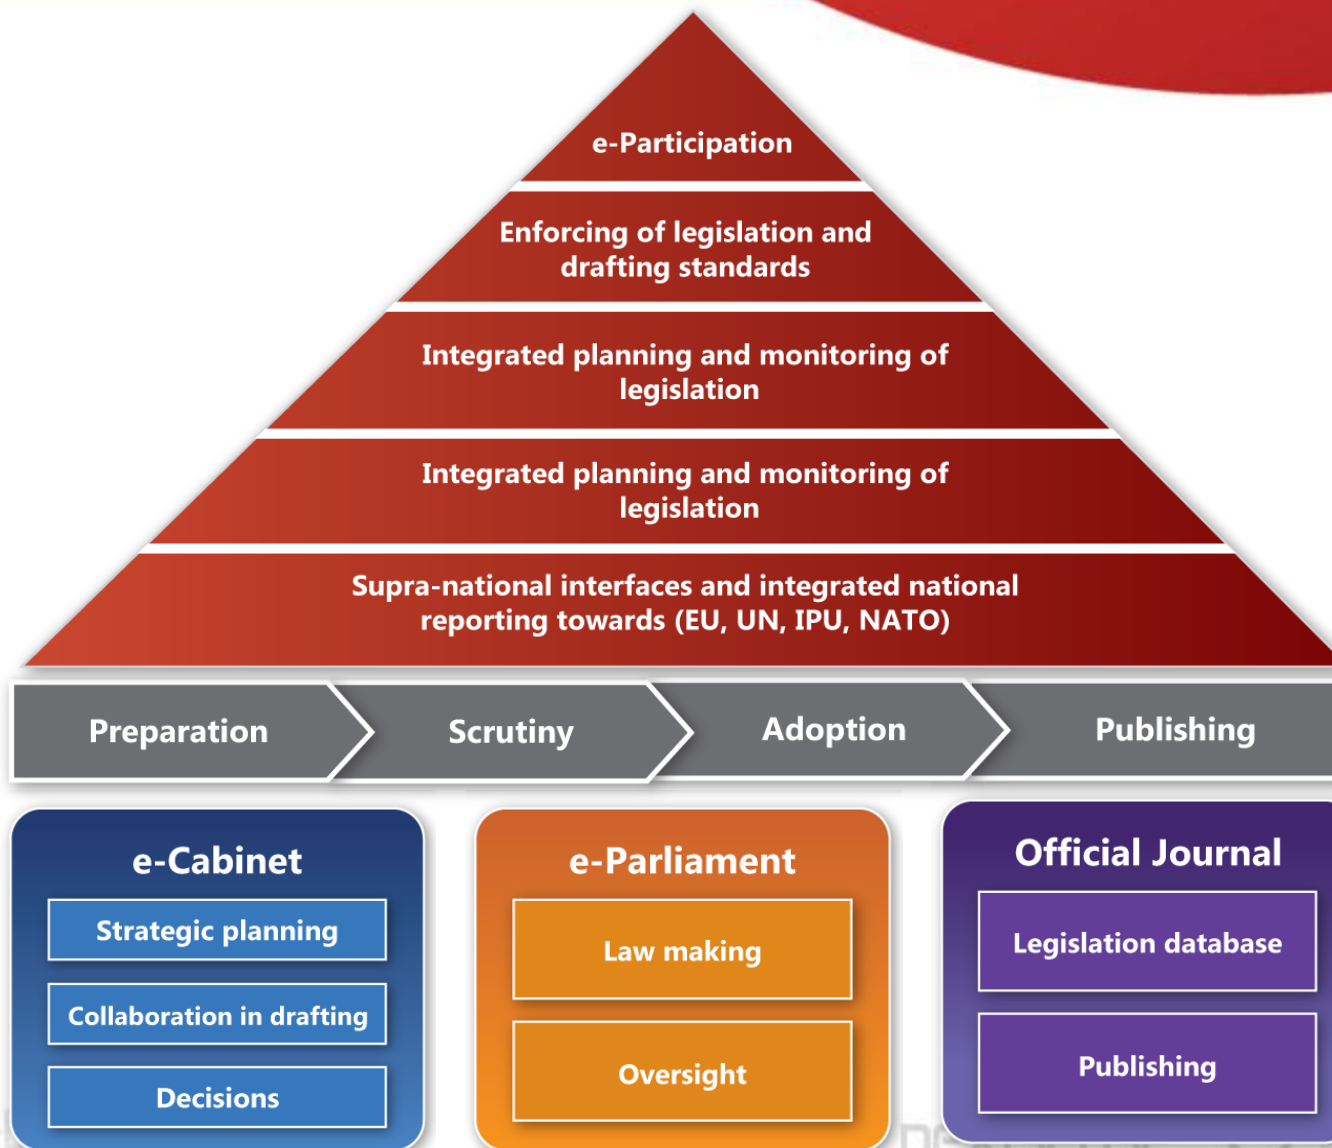 e-Participation
Enforcing of legislation and
drafting standards
Integrated planning and monitoring of
legislation
Integrated planning and monitoring of
legislation
Supra-national interfaces and integrated national
reporting towards (EU, UN, IPU, NATO)
Preparation
Scrutiny
Adoption
Publishing
e-Cabinet
Strategic planning
Collaboration in drafting
Decisions
e-Parliament
Law making
Oversight
Official Journal
Legislation database
Publishing